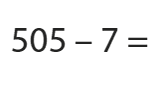 505 – 7 =